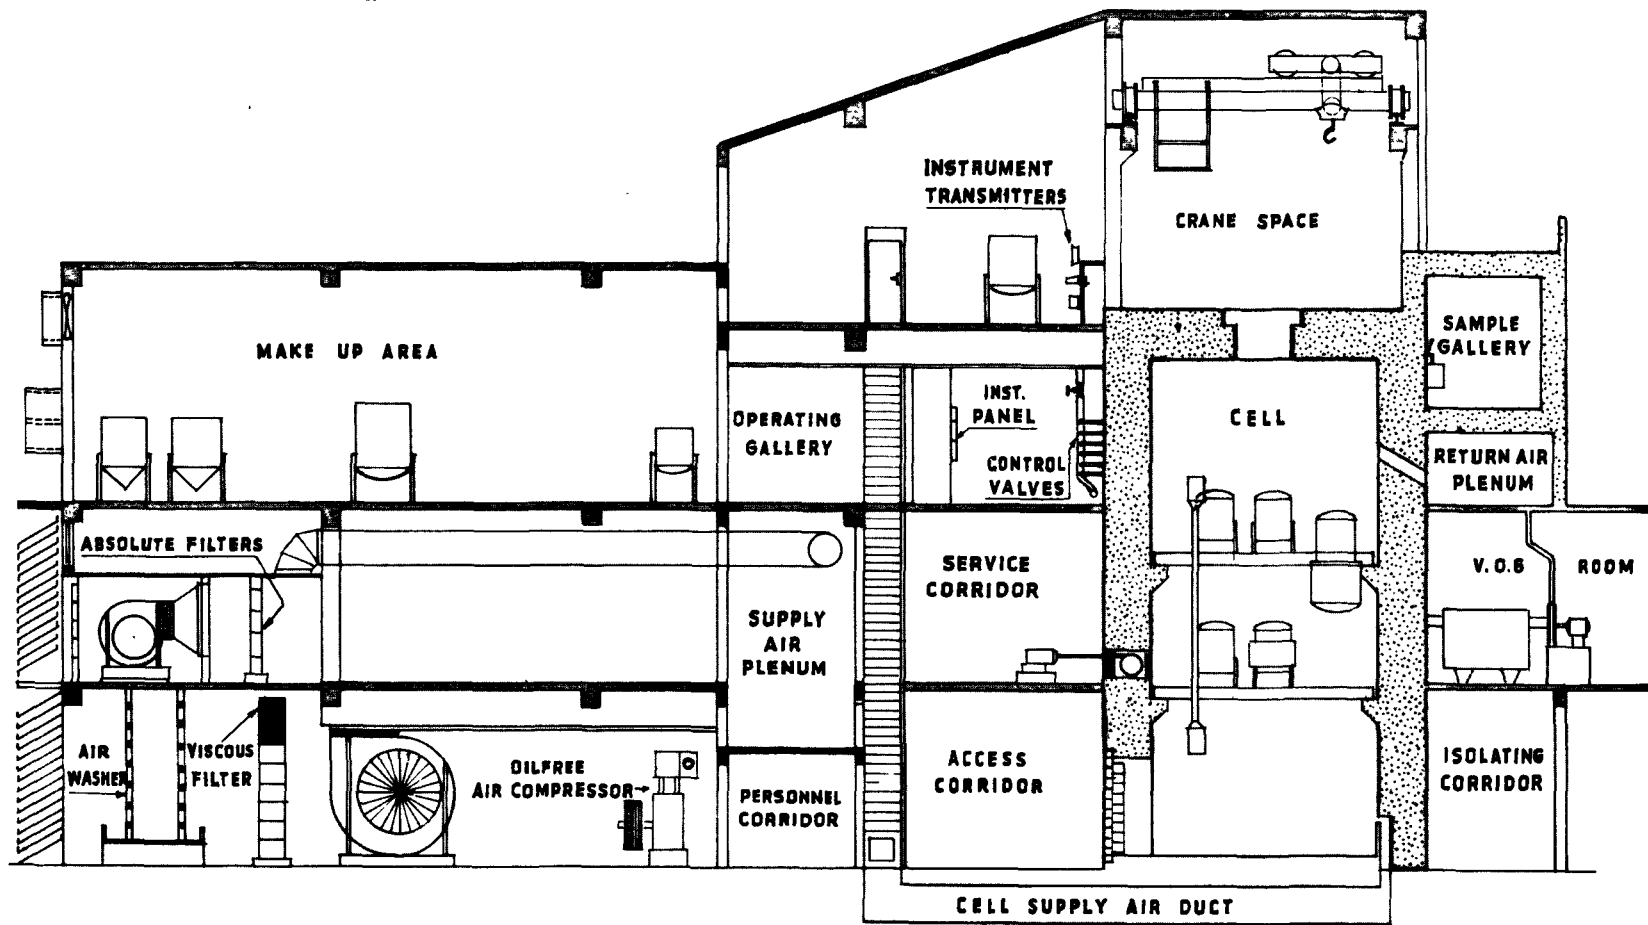 INSTRUMENT
TRANSMITTERS
CRANE SPACE
MAKE UP AREA
SAMPLE
GALLERY
OPERATING
GALLERY
INST.
PANEL
CONTROL
VALVES
CELL
RETURN AIR
PLENUM
ABSOLUTE FILTERS
SERVICE
CORRIDOR
V.O.G
ROOM
SUPPLY
AIR
PLENUM
AIR
WASHER
VISCOUS
FILTER
OILFREE
AIR COMPRESSOR
PERSONNEL
CORRIDOR
ACCESS
CORRIDOR
ISOLATING
CORRIDOR
CELL SUPPLY AIR DUCT